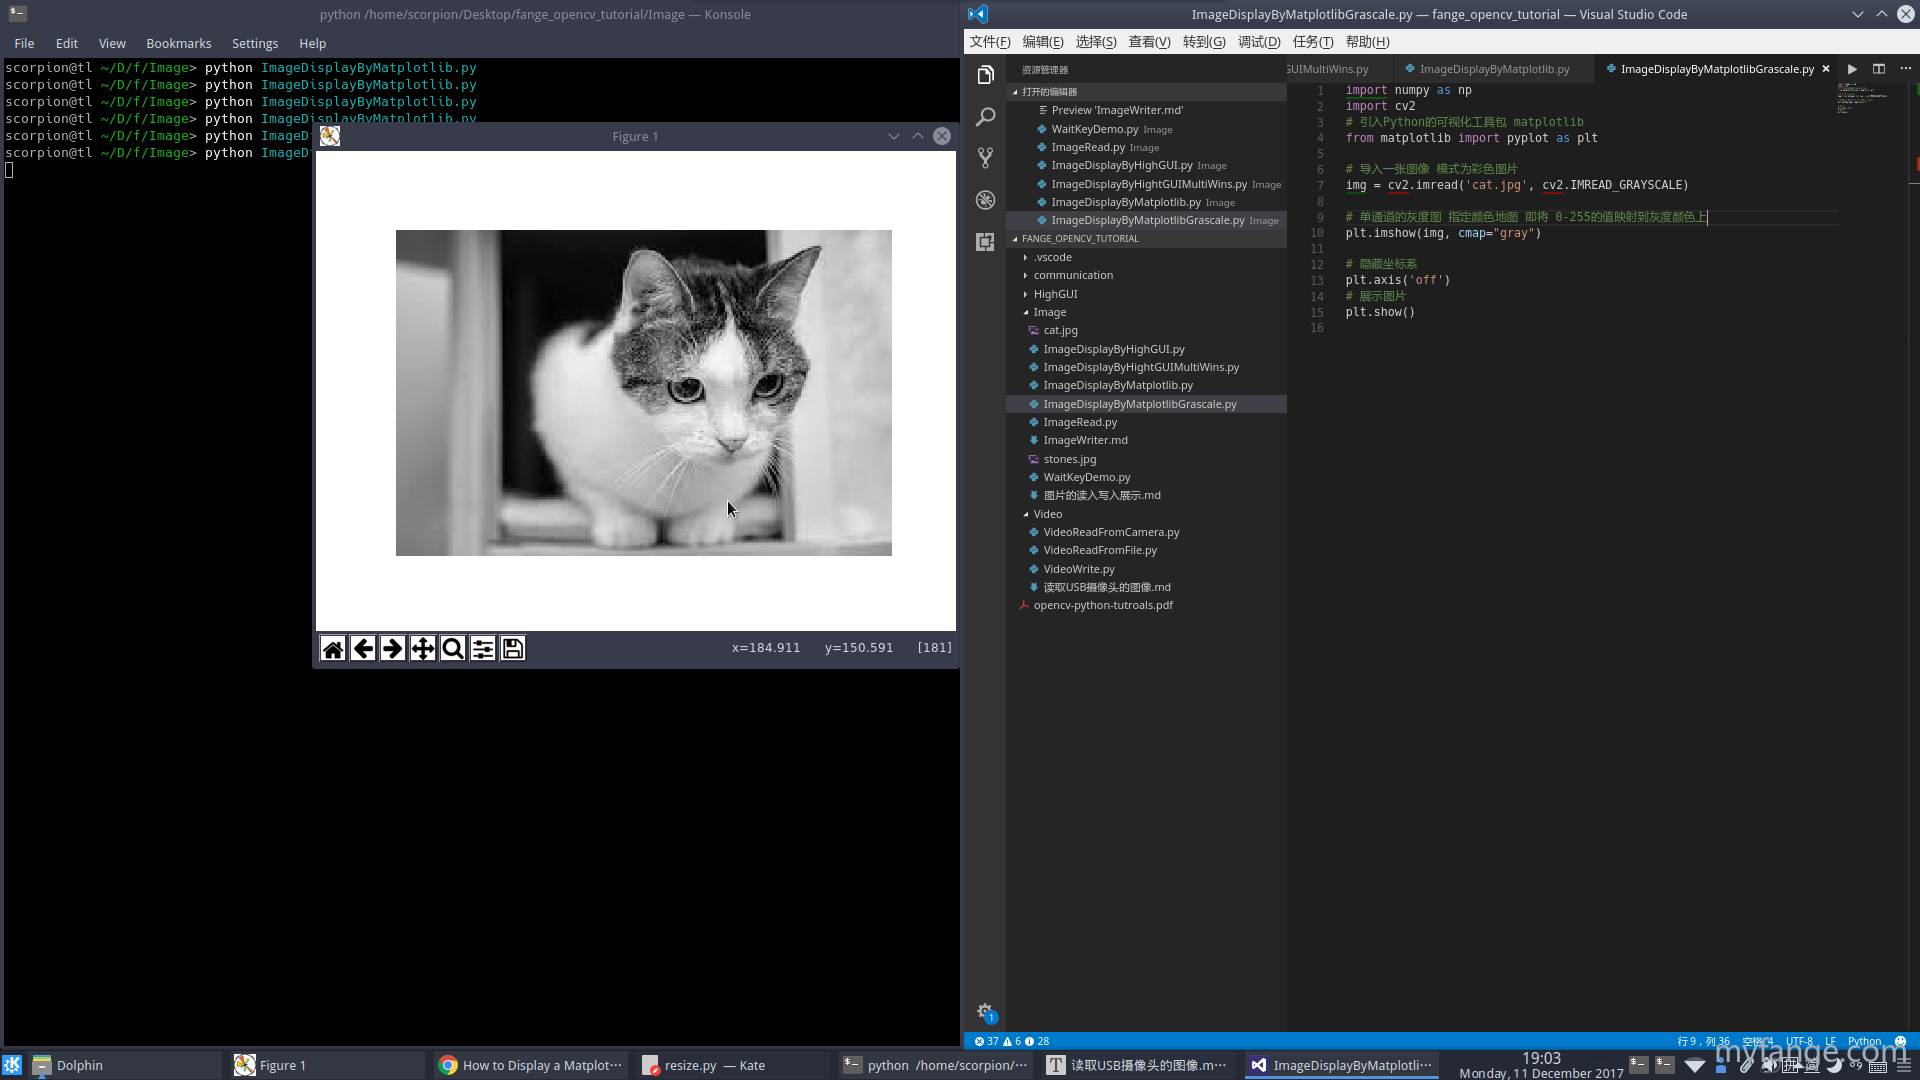 python /home/scorpion/Desktop/fange_opencv_tutorial/Image — Konsole
File Edit View Bookmarks Settings Help
scorpion@tl ~/D/f/Image> python ImageDisplayByMatplotlib.py
scorpion@tl ~/D/f/Image> python ImageDisplayByMatplotlib.py
scorpion@tl ~/D/f/Image> python ImageDisplayByMatplotlib.py
scorpion@tl ~/D/f/Image> python ImageDisplayByMatplotlib.py
scorpion@tl ~/D/f/Image> python ImageD
scorpion@tl ~/D/f/Image> python ImageD
Figure 1
x=184.911 y=150.591 [181]
ImageDisplayByMatplotlibGrascale.py — fange_opencv_tutorial — Visual Studio Code
文件(F) 编辑(E) 选择(S) 查看(V) 转到(G) 调试(D) 任务(T) 帮助(H)
资源管理器
打开的编辑器
Preview 'ImageWriter.md'
WaitKeyDemo.py Image
ImageRead.py Image
ImageDisplayByHighGUI.py Image
ImageDisplayByHightGUIMultiWins.py Image
ImageDisplayByMatplotlib.py Image
ImageDisplayByMatplotlibGrascale.py Image
FANGE_OPENCV_TUTORIAL
.vscode
communication
HighGUI
Image
cat.jpg
ImageDisplayByHighGUI.py
ImageDisplayByHightGUIMultiWins.py
ImageDisplayByMatplotlib.py
ImageDisplayByMatplotlibGrascale.py
ImageRead.py
ImageWriter.md
stones.jpg
WaitKeyDemo.py
图片的读入写入展示.md
Video
VideoReadFromCamera.py
VideoReadFromFile.py
VideoWrite.py
读取USB摄像头的图像.md
opencv-python-tutroals.pdf
1
GUIMultiWins.py ImageDisplayByMatplotlib.py ImageDisplayByMatplotlibGrascale.py
1 import numpy as np
2 import cv2
3 # 引入Python的可视化工具包 matplotlib
4 from matplotlib import pyplot as plt
5
6 # 导入一张图像 模式为彩色图片
7 img = cv2.imread('cat.jpg', cv2.IMREAD_GRAYSCALE)
8
9 # 单通道的灰度图 指定颜色地图 即将 0-255的值映射到灰度颜色上
10 plt.imshow(img, cmap="gray")
11
12 # 隐藏坐标系
13 plt.axis('off')
14 # 展示图片
15 plt.show()
16
37 6 28
行 9，列 36 空格: 4 UTF-8 LF Python
Dolphin
Figure 1
How to Display a Matplot···
resize.py — Kate
python /home/scorpion/···
读取USB摄像头的图像.m···
ImageDisplayByMatplotli···
19:03
Monday, 11 December 2017
myfange.com